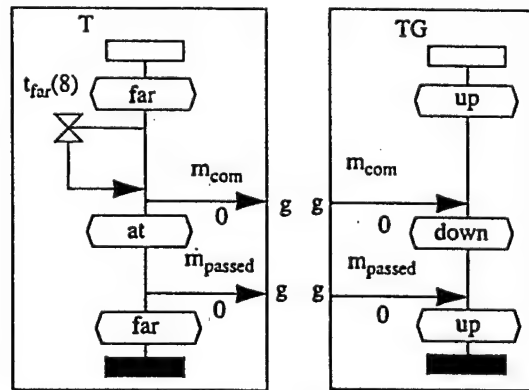 T
t_far(8)
far
m_com
0
g
at
m_passed
0
g
far
TG
up
m_com
g
0
down
m_passed
g
0
up